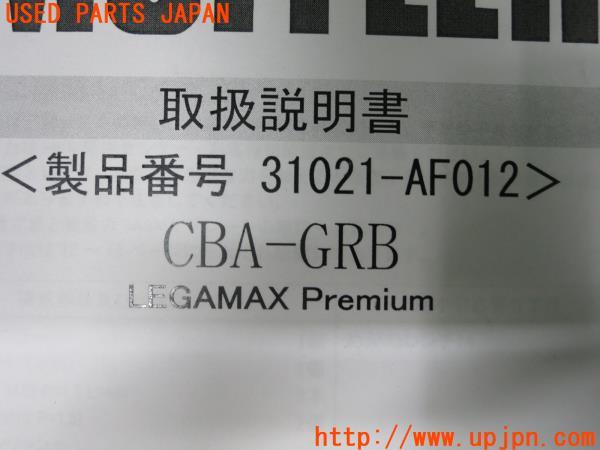 USED PARTS JAPAN
取扱説明書
＜製品番号 31021-AF012＞
CBA-GRB
LEGAMAX Premium
http://www.upjpn.com